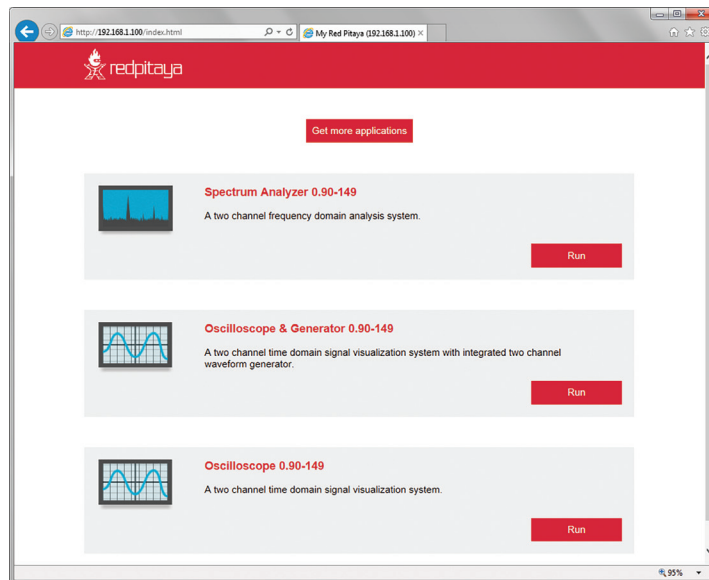 http://192.168.1.100/index.html
My Red Pitaya (192.168.1.100)
redpitaya
Get more applications
Spectrum Analyzer 0.90-149
A two channel frequency domain analysis system.
Run
Oscilloscope & Generator 0.90-149
A two channel time domain signal visualization system with integrated two channel
waveform generator.
Run
Oscilloscope 0.90-149
A two channel time domain signal visualization system.
Run
95%